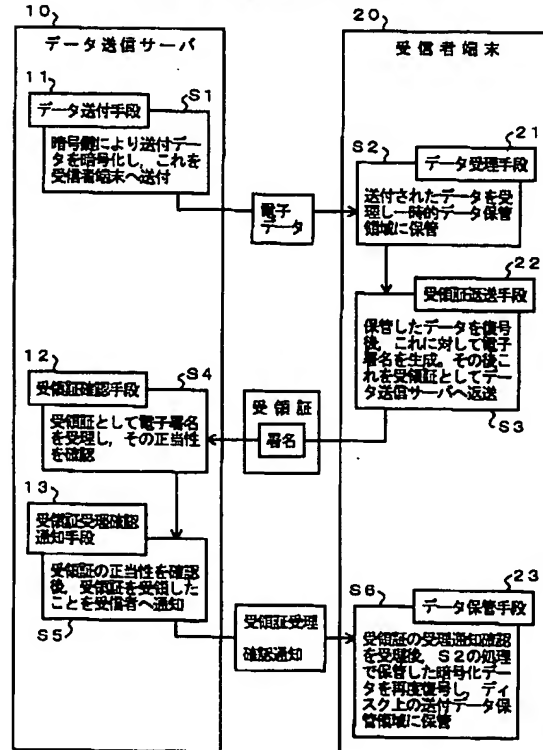 10
データ送信サーバ
11
データ送付手段
S1
暗号鍵により送付デー
タを暗号化し，これを
受信者端末へ送付
電子
データ
20
受信者端末
S2
21
データ受理手段
送付されたデータを受
理し一時的データ保管
領域に保管
22
受領証返送手段
保管したデータを復号
後，これに対して電子
署名を生成。その後こ
れを受領証としてデー
タ送信サーバへ返送
S3
受領証
署名
12
受領証確認手段
S4
受領証として電子署名
を受理し，その正当性
を確認
13
受領証受理確認
通知手段
受領証の正当性を確認
後，受領証を受領した
ことを受信者へ通知
S5
受領証受理
確認通知
S6
23
データ保管手段
受領証の受理通知確認
を受理後，S2の処理
で保管した暗号化デー
タを再度復号し，ディ
スク上の送付データ保
管領域に保管